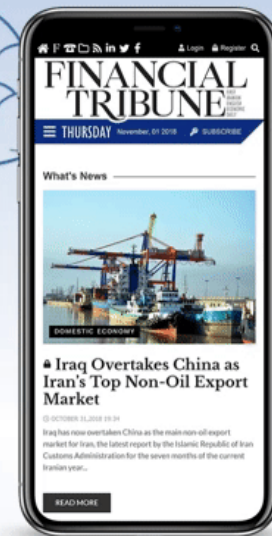 Login Register
FINANCIAL
TRIBUNE
THURSDAY November, 01 2018 SUBSCRIBE
What's News
DOMESTIC ECONOMY
Iraq Overtakes China as
Iran's Top Non-Oil Export
Market
OCTOBER 31,2018 19:34
Iraq has now overtaken China as the main non-oil export
market for Iran, the latest report by the Islamic Republic of Iran
Customs Administration for the seven months of the current
Iranian year...
READ MORE